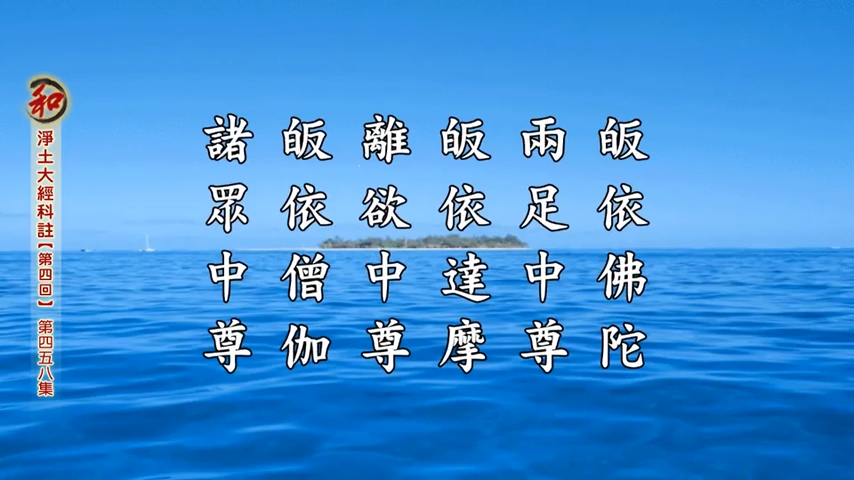 皈依佛陀
兩足中尊
皈依達摩
離欲中尊
皈依僧伽
諸眾中尊
和
淨土大經科註【第四回】 第四五八集